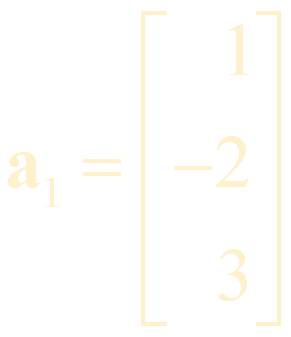 a₁ = [ 1
−2
3 ]